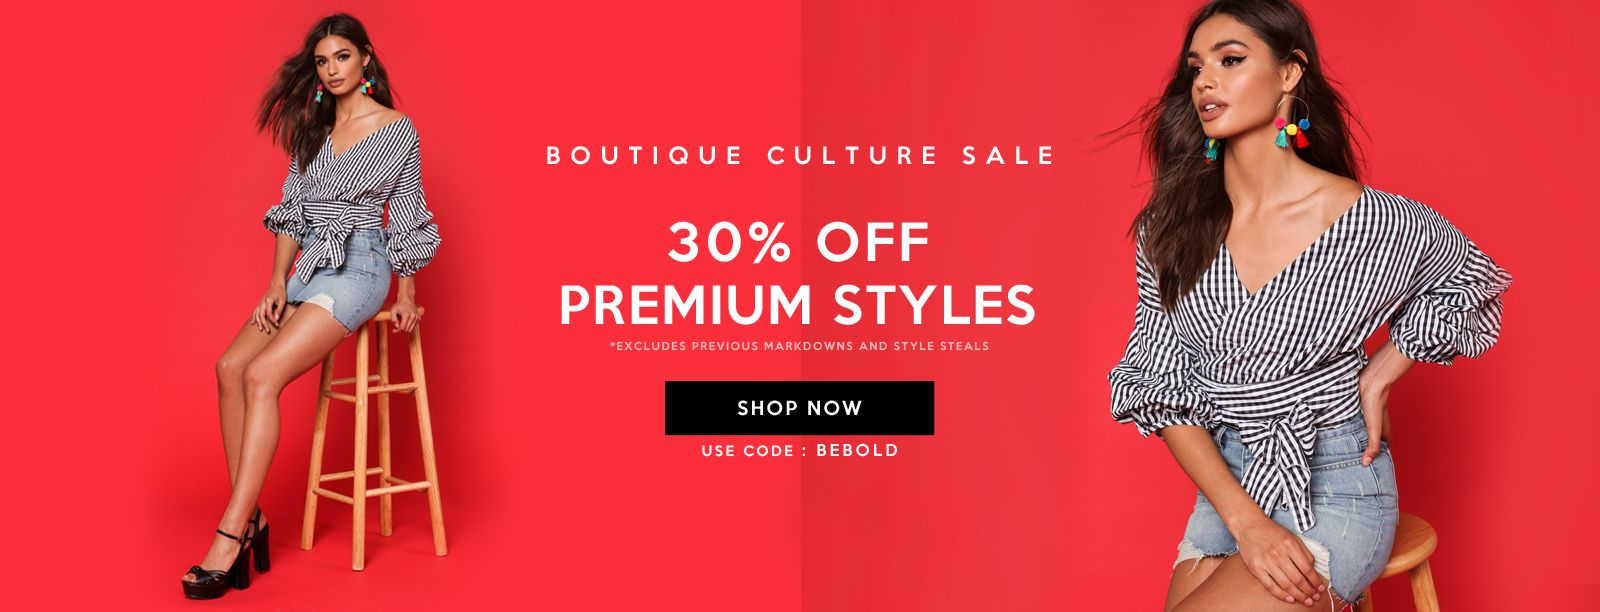 BOUTIQUE CULTURE SALE
30% OFF
PREMIUM STYLES
*EXCLUDES PREVIOUS MARKDOWNS AND STYLE STEALS
SHOP NOW
USE CODE : BEBOLD